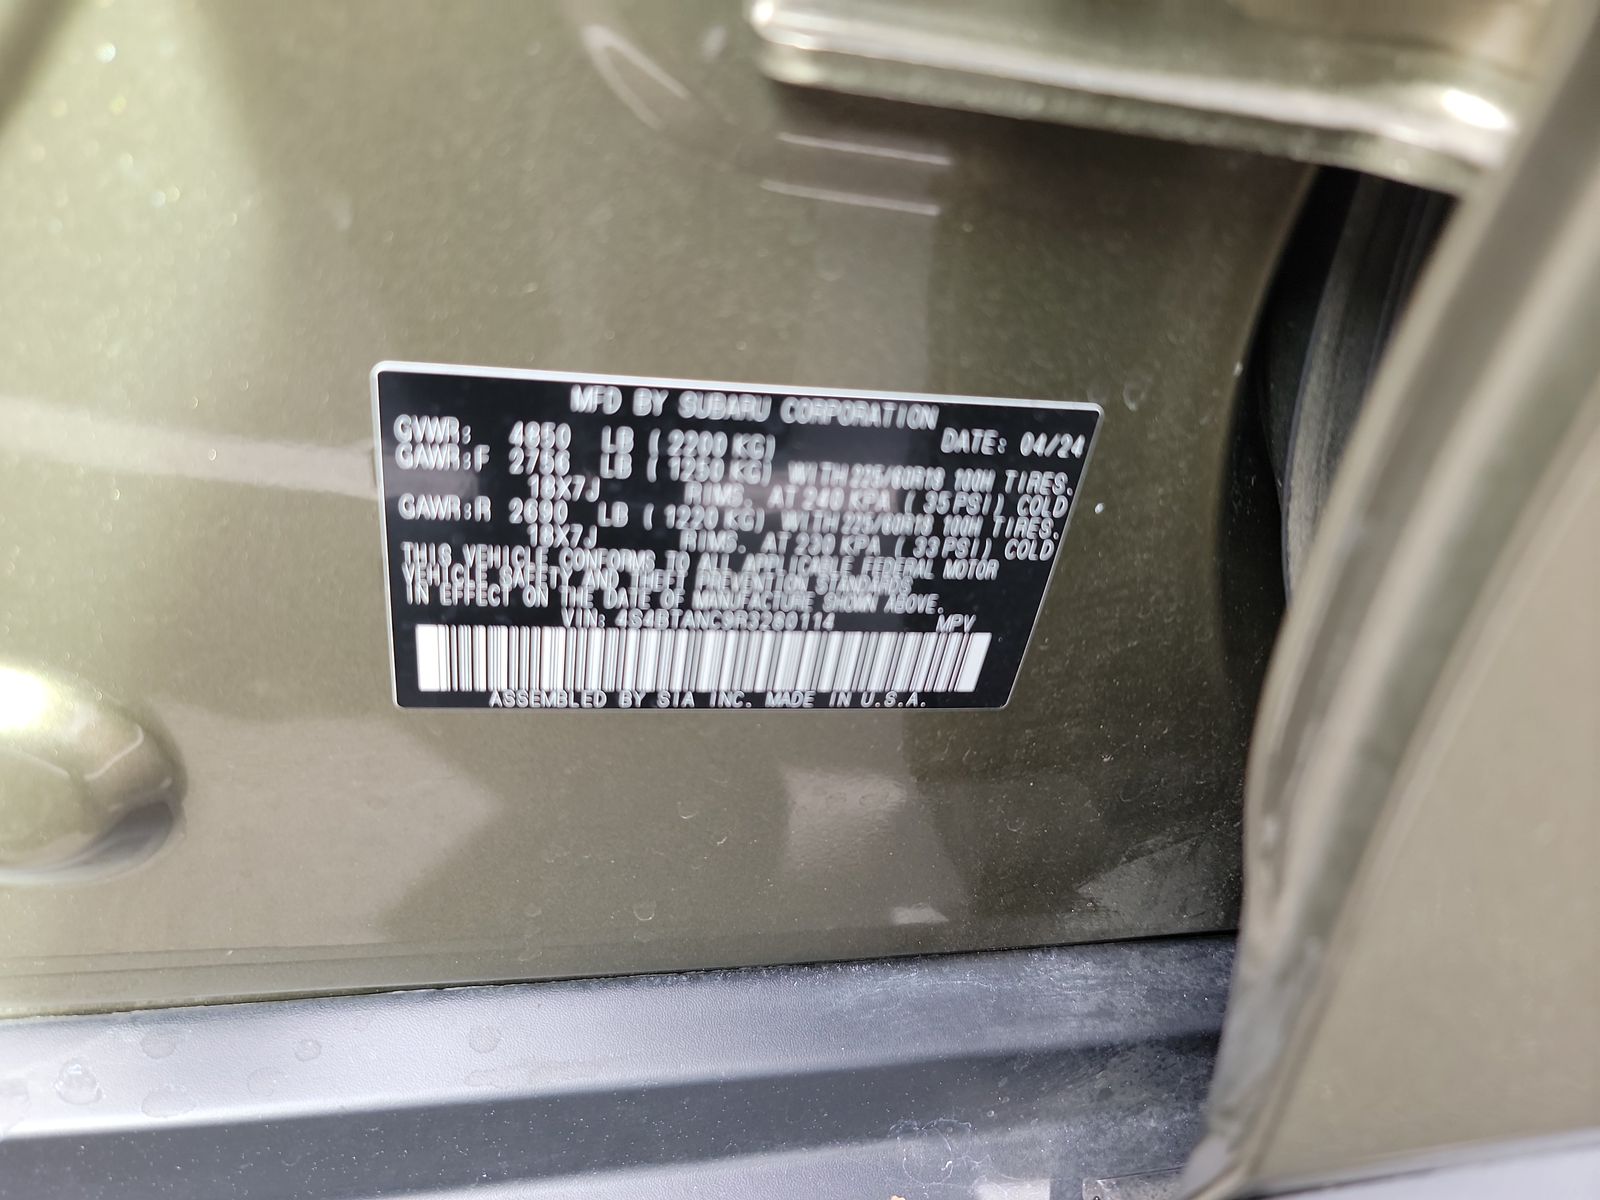 MFD BY SUBARU CORPORATION
GVWR: 4850 LB (2200 KG) DATE: 04/24
GAWR:F 2756 LB (1250 KG) WITH 225/60R18 100H TIRES.
18X7J RIMS. AT 240 KPA (35 PSI) COLD
GAWR:R 2690 LB (1220 KG) WITH 225/60R18 100H TIRES.
18X7J RIMS. AT 230 KPA (33 PSI) COLD
THIS VEHICLE CONFORMS TO ALL APPLICABLE FEDERAL MOTOR
VEHICLE SAFETY AND THEFT PREVENTION STANDARDS
IN EFFECT ON THE DATE OF MANUFACTURE SHOWN ABOVE.
VIN: MPV
ASSEMBLED BY SIA INC. MADE IN U.S.A.